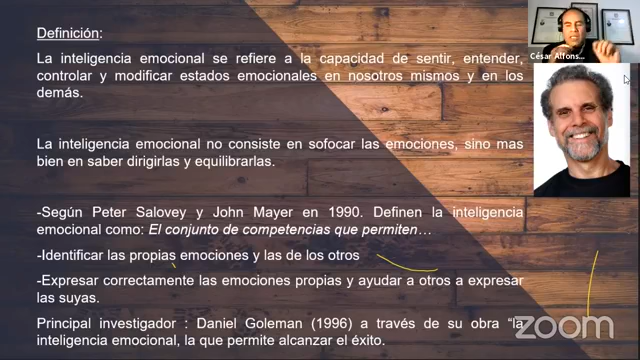 Definición:
La inteligencia emocional se refiere a la capacidad de sentir, entender,
controlar y modificar estados emocionales en nosotros mismos y en los
demás.
La inteligencia emocional no consiste en sofocar las emociones, sino mas
bien en saber dirigirlas y equilibrarlas.
-Según Peter Salovey y John Mayer en 1990. Definen la inteligencia
emocional como: El conjunto de competencias que permiten…
-Identificar las propias emociones y las de los otros
-Expresar correctamente las emociones propias y ayudar a otros a expresar
las suyas.
Principal investigador : Daniel Goleman (1996) a través de su obra “la
inteligencia emocional, la que permite alcanzar el éxito.
César Alfons...
zoom